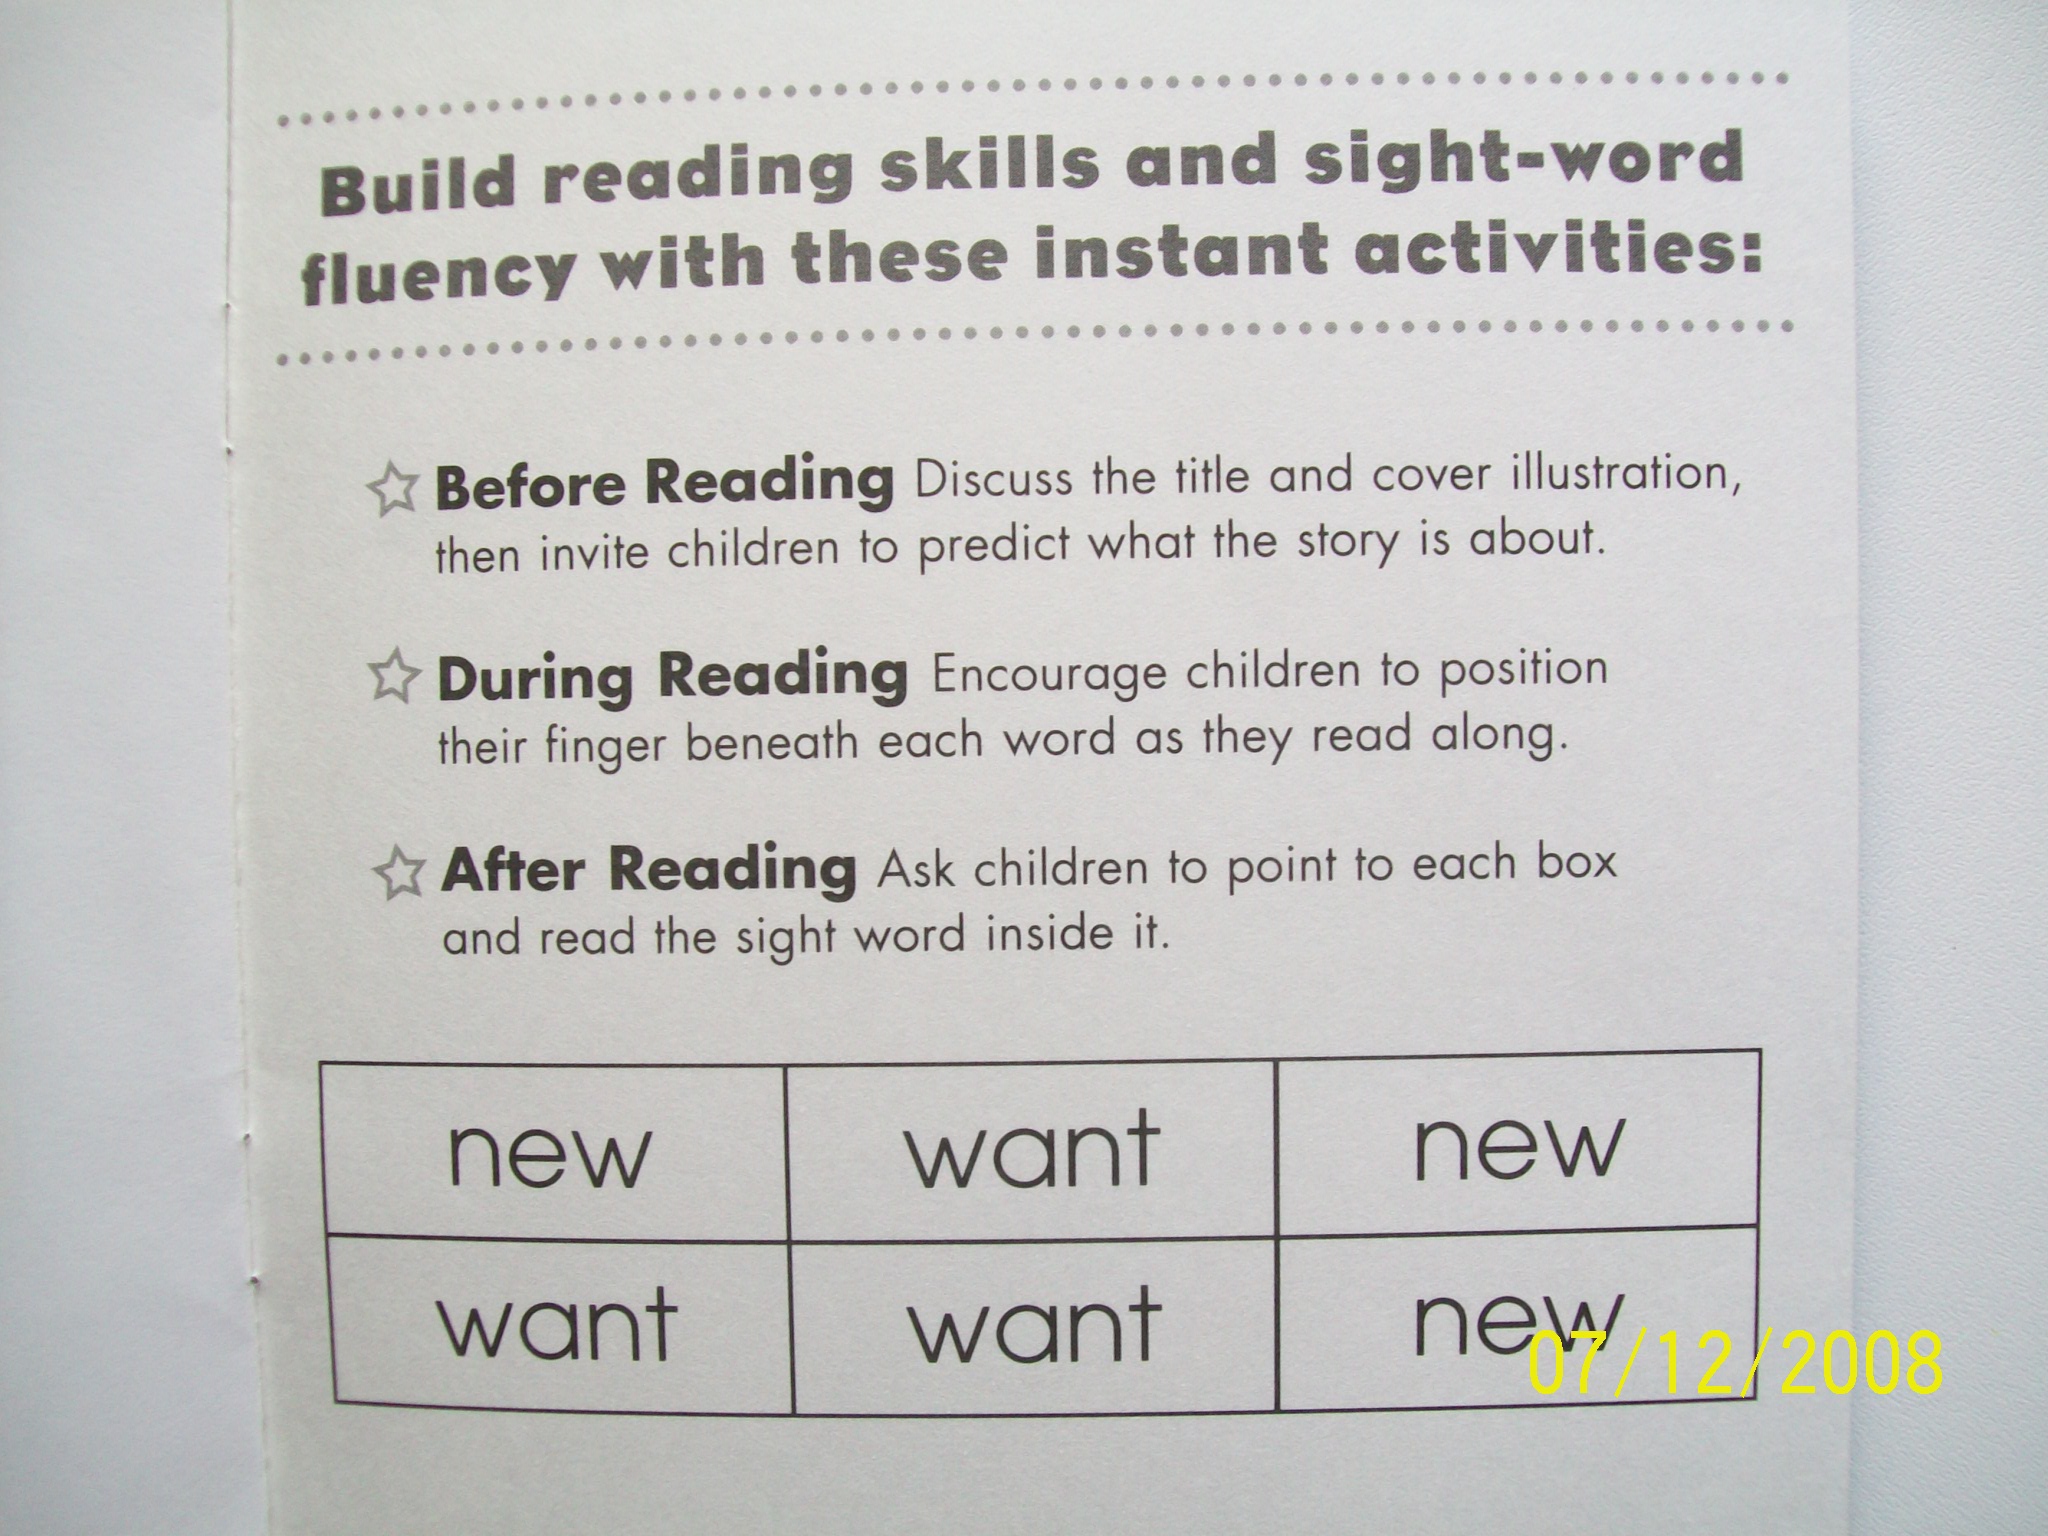 Build reading skills and sight-word
fluency with these instant activities:
Before Reading Discuss the title and cover illustration,
then invite children to predict what the story is about.
During Reading Encourage children to position
their finger beneath each word as they read along.
After Reading Ask children to point to each box
and read the sight word inside it.
new want new
want want new
07/12/2008